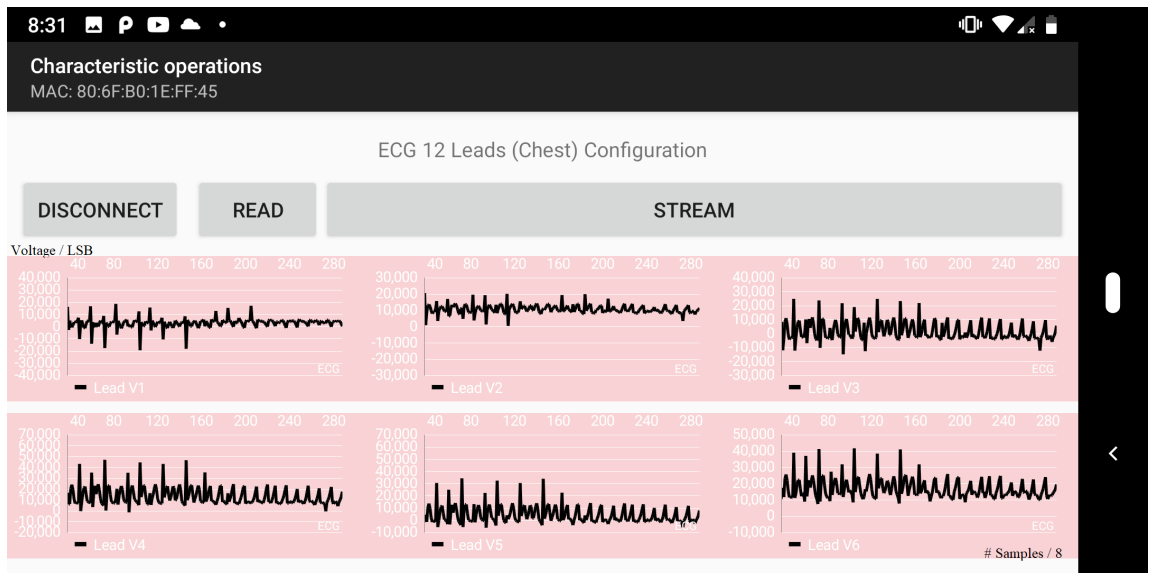 8:31
Characteristic operations
MAC: 80:6F:B0:1E:FF:45
ECG 12 Leads (Chest) Configuration
DISCONNECT READ STREAM
Voltage / LSB
40 80 120 160 200 240 280
40,000
30,000
20,000
10,000
0
-10,000
-20,000
-30,000
-40,000
ECG
Lead V1
40 80 120 160 200 240 280
30,000
20,000
10,000
0
-10,000
-20,000
-30,000
ECG
Lead V2
40 80 120 160 200 240 280
40,000
30,000
20,000
10,000
0
-10,000
-20,000
-30,000
ECG
Lead V3
40 80 120 160 200 240 280
70,000
60,000
50,000
40,000
30,000
20,000
10,000
0
-10,000
-20,000
ECG
Lead V4
40 80 120 160 200 240 280
70,000
60,000
50,000
40,000
30,000
20,000
10,000
0
-10,000
ECG
Lead V5
40 80 120 160 200 240 280
50,000
40,000
30,000
20,000
10,000
0
-10,000
ECG
Lead V6
# Samples / 8